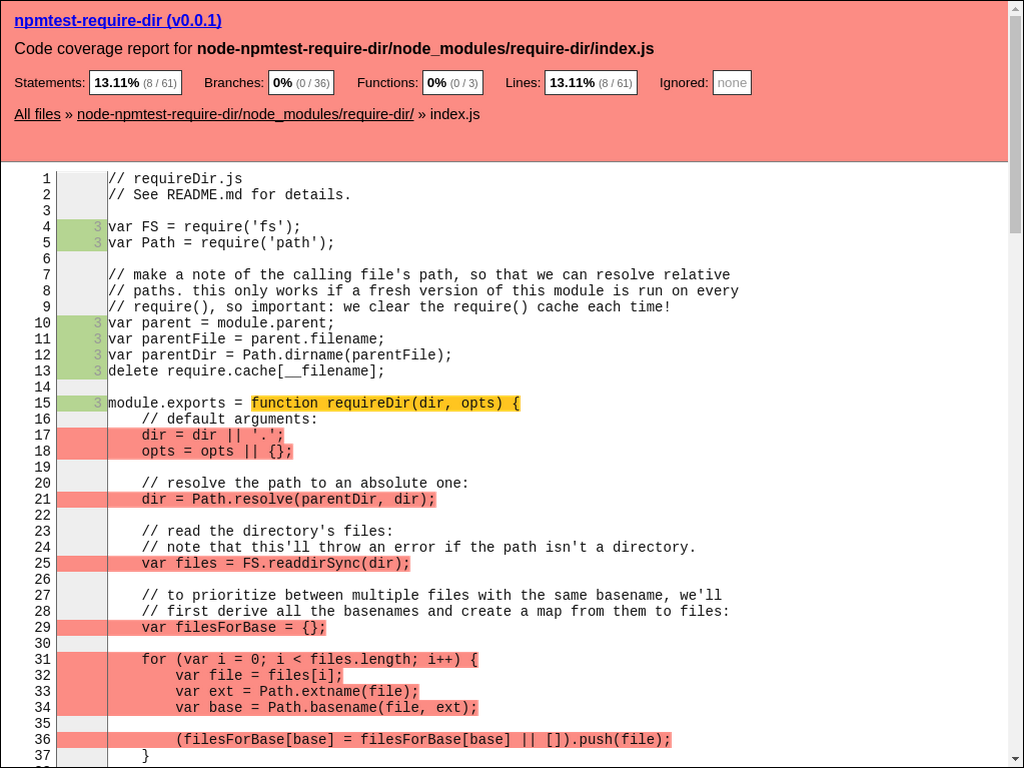 npmtest-require-dir (v0.0.1)
Code coverage report for node-npmtest-require-dir/node_modules/require-dir/index.js
Statements: 13.11% (8 / 61) Branches: 0% (0 / 36) Functions: 0% (0 / 3) Lines: 13.11% (8 / 61) Ignored: none
All files » node-npmtest-require-dir/node_modules/require-dir/ » index.js
1 // requireDir.js
2 // See README.md for details.
3
4 3 var FS = require('fs');
5 3 var Path = require('path');
6
7 // make a note of the calling file's path, so that we can resolve relative
8 // paths. this only works if a fresh version of this module is run on every
9 // require(), so important: we clear the require() cache each time!
10 3 var parent = module.parent;
11 3 var parentFile = parent.filename;
12 3 var parentDir = Path.dirname(parentFile);
13 3 delete require.cache[__filename];
14
15 3 module.exports = function requireDir(dir, opts) {
16     // default arguments:
17     dir = dir || '.';
18     opts = opts || {};
19
20     // resolve the path to an absolute one:
21     dir = Path.resolve(parentDir, dir);
22
23     // read the directory's files:
24     // note that this'll throw an error if the path isn't a directory.
25     var files = FS.readdirSync(dir);
26
27     // to prioritize between multiple files with the same basename, we'll
28     // first derive all the basenames and create a map from them to files:
29     var filesForBase = {};
30
31     for (var i = 0; i < files.length; i++) {
32         var file = files[i];
33         var ext = Path.extname(file);
34         var base = Path.basename(file, ext);
35
36         (filesForBase[base] = filesForBase[base] || []).push(file);
37     }